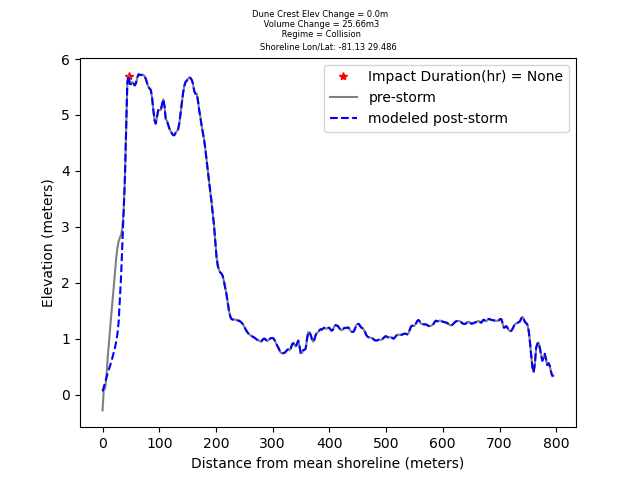 Dune Crest Elev Change = 0.0m
Volume Change = 25.66m3
Regime = Collision
Shoreline Lon/Lat: -81.13 29.486
Impact Duration(hr) = None
pre-storm
modeled post-storm
Elevation (meters)
6
5
4
3
2
1
0
0 100 200 300 400 500 600 700 800
Distance from mean shoreline (meters)